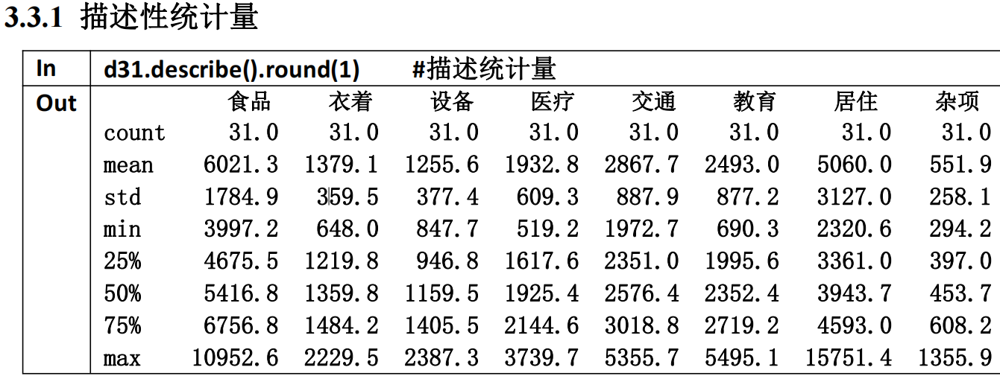 3.3.1 描述性统计量
In d31.describe().round(1) #描述统计量
Out 食品 衣着 设备 医疗 交通 教育 居住 杂项
count 31.0 31.0 31.0 31.0 31.0 31.0 31.0 31.0
mean 6021.3 1379.1 1255.6 1932.8 2867.7 2493.0 5060.0 551.9
std 1784.9 359.5 377.4 609.3 887.9 877.2 3127.0 258.1
min 3997.2 648.0 847.7 519.2 1972.7 690.3 2320.6 294.2
25% 4675.5 1219.8 946.8 1617.6 2351.0 1995.6 3361.0 397.0
50% 5416.8 1359.8 1159.5 1925.4 2576.4 2352.4 3943.7 453.7
75% 6756.8 1484.2 1405.5 2144.6 3018.8 2719.2 4593.0 608.2
max 10952.6 2229.5 2387.3 3739.7 5355.7 5495.1 15751.4 1355.9